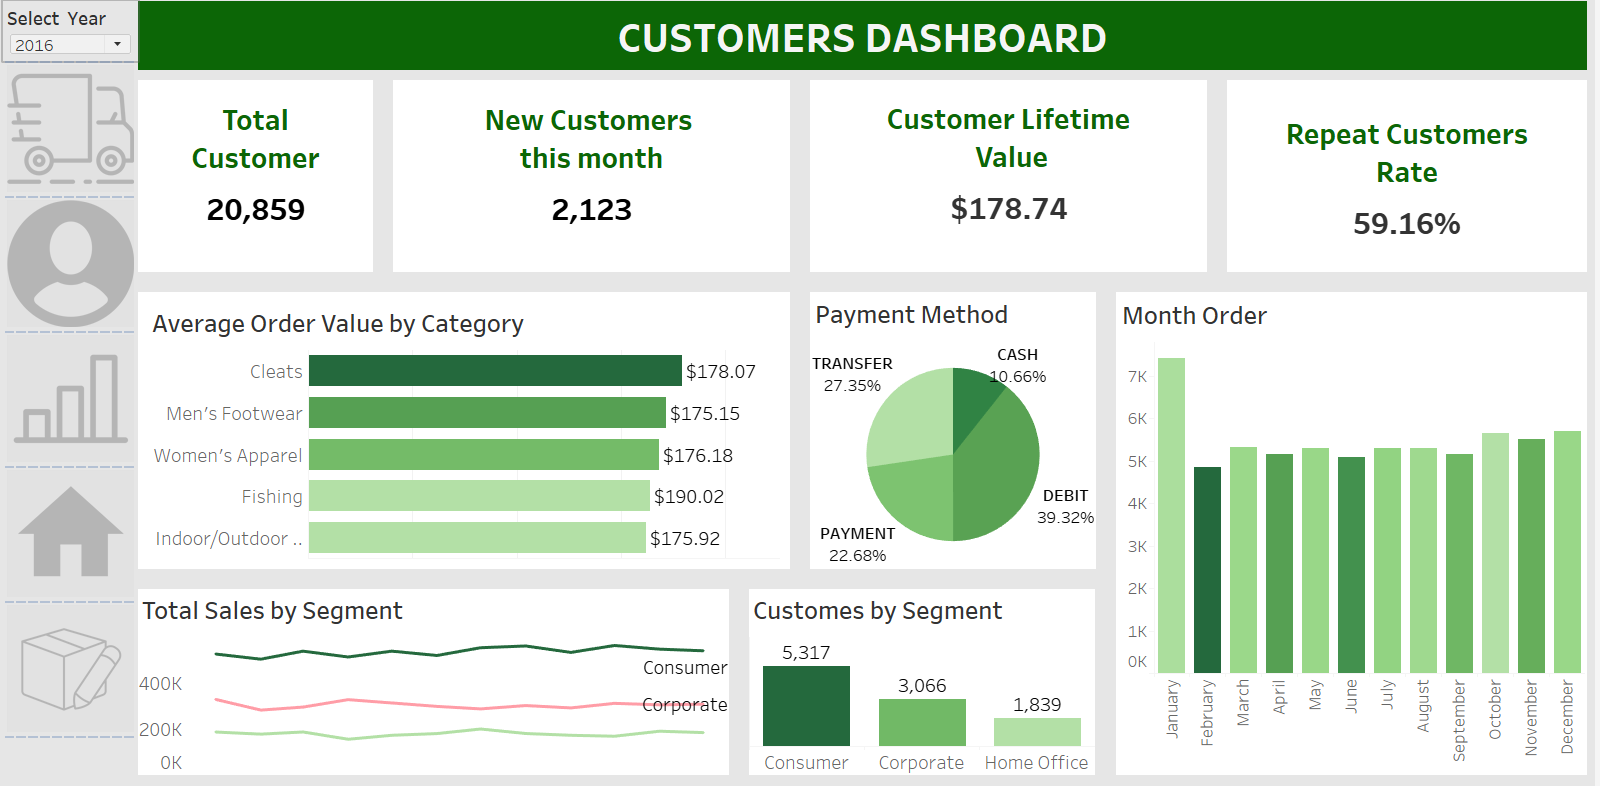 Select Year
2016
CUSTOMERS DASHBOARD
Total
Customer
20,859
New Customers
this month
2,123
Customer Lifetime
Value
$178.74
Repeat Customers
Rate
59.16%
Average Order Value by Category
Cleats
$178.07
Men's Footwear
$175.15
Women's Apparel
$176.18
Fishing
$190.02
Indoor/Outdoor ..
$175.92
Payment Method
TRANSFER
27.35%
CASH
10.66%
DEBIT
39.32%
PAYMENT
22.68%
Month Order
7K
6K
5K
4K
3K
2K
1K
0K
January
February
March
April
May
June
July
August
September
October
November
December
Total Sales by Segment
400K
200K
0K
Consumer
Corporate
Customes by Segment
5,317
3,066
1,839
Consumer
Corporate
Home Office